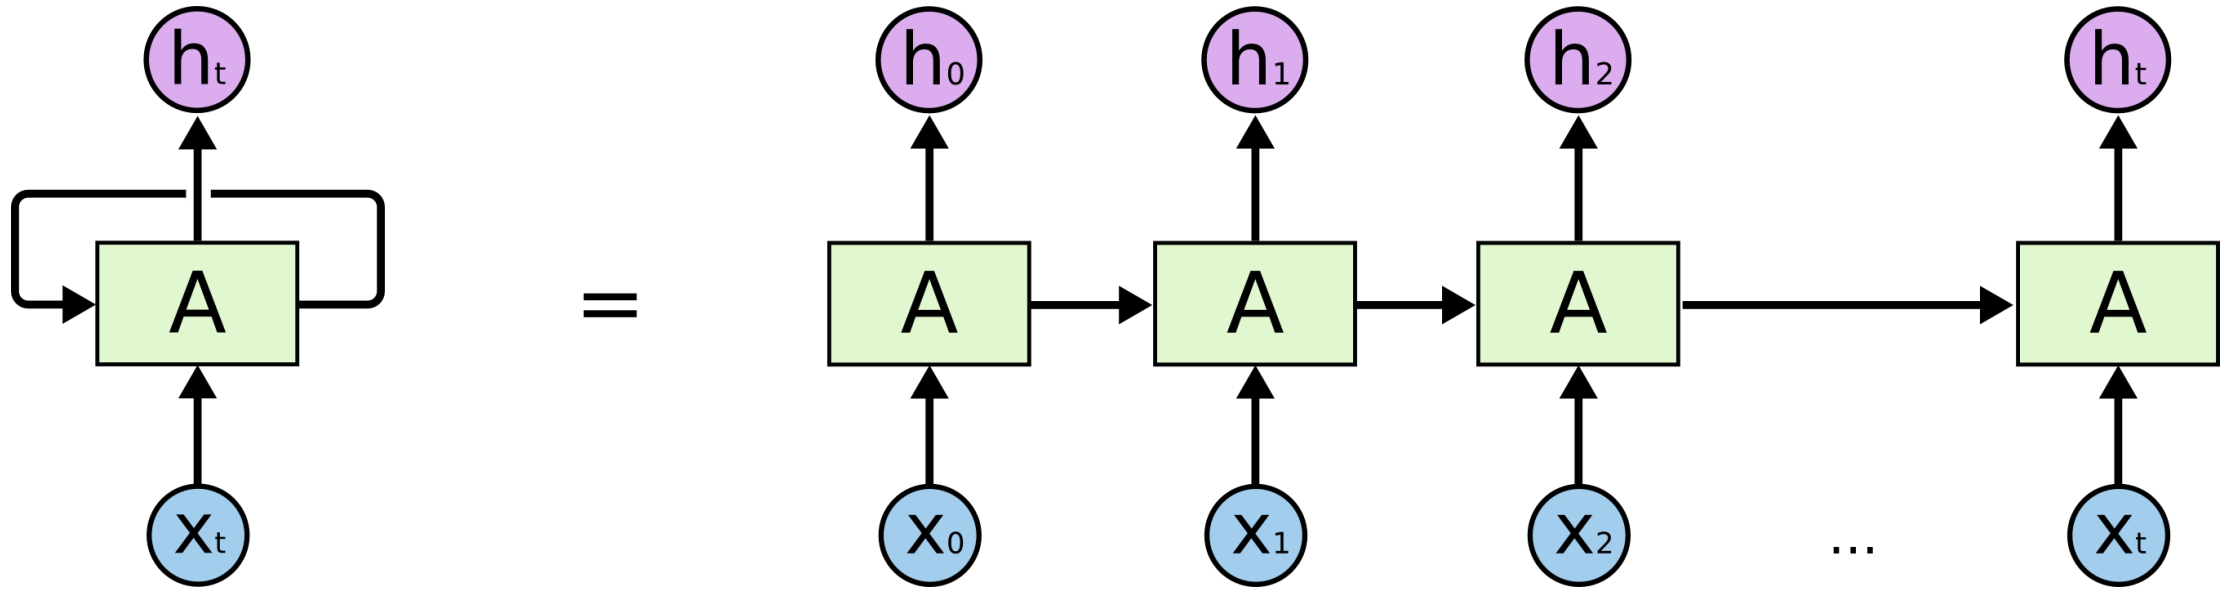 ht h0 h1 h2 ht
A = A A A A
xt x0 x1 x2 ... xt